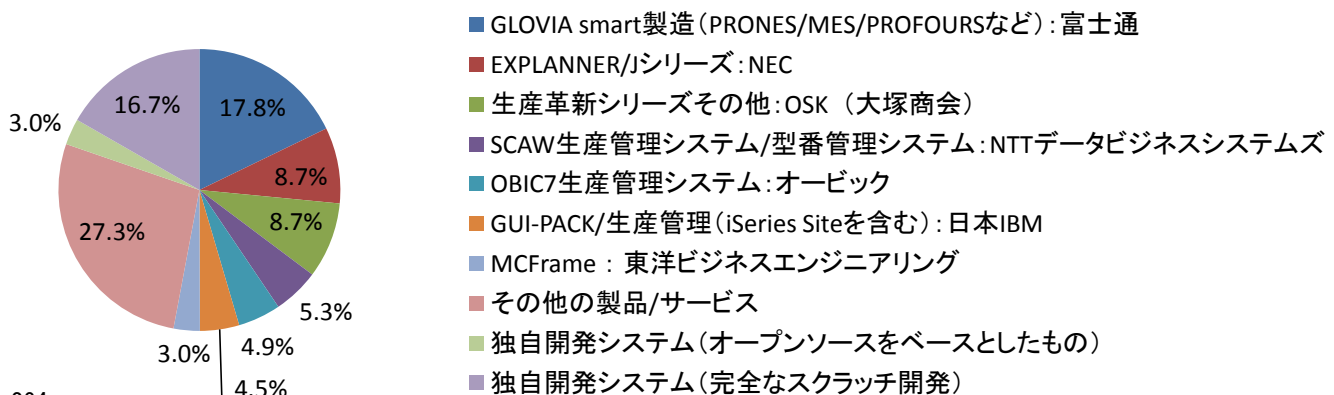 16.7%
17.8%
3.0%
8.7%
8.7%
27.3%
5.3%
3.0%
4.9%
4.5%
GLOVIA smart製造(PRONES/MES/PROFOURSなど):富士通
EXPLANNER/Jシリーズ:NEC
生産革新シリーズその他:OSK (大塚商会)
SCAW生産管理システム/型番管理システム:NTTデータビジネスシステムズ
OBIC7生産管理システム:オービック
GUI-PACK/生産管理(iSeries Siteを含む):日本IBM
MCFrame : 東洋ビジネスエンジニアリング
その他の製品/サービス
独自開発システム(オープンソースをベースとしたもの)
独自開発システム(完全なスクラッチ開発)